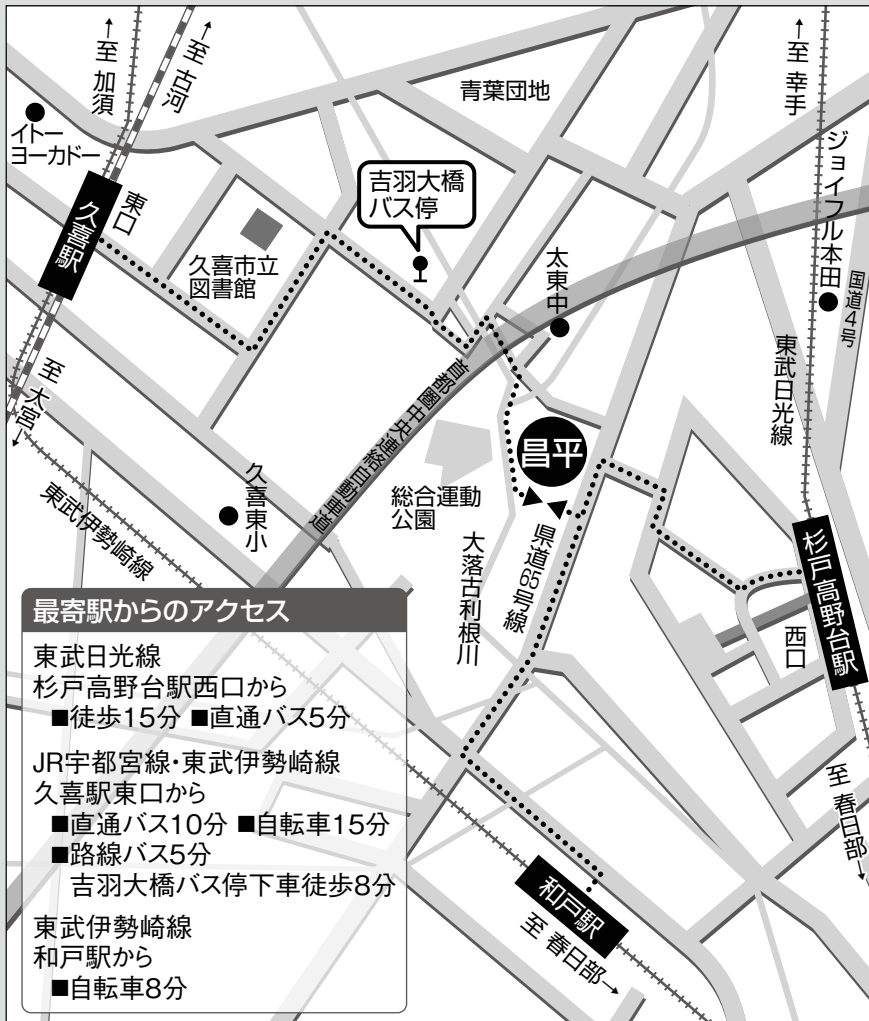 ↑至 加須
↑至 古河
青葉団地
↑至 幸手
イトー
ヨーカドー
ジョイフル本田
吉羽大橋
バス停
東口
久喜駅
久喜市立
図書館
太東中
国道4号
東武日光線
至 大宮↓
首都圏中央連絡自動車道
昌平
久喜東小
総合運動
公園
東武伊勢崎線
大落古利根川
県道65号線
杉戸高野台駅
西口
最寄駅からのアクセス
東武日光線
杉戸高野台駅西口から
■徒歩15分 ■直通バス5分
JR宇都宮線・東武伊勢崎線
久喜駅東口から
■直通バス10分 ■自転車15分
■路線バス5分
吉羽大橋バス停下車徒歩8分
東武伊勢崎線
和戸駅から
■自転車8分
至 春日部→
和戸駅
至 春日部→